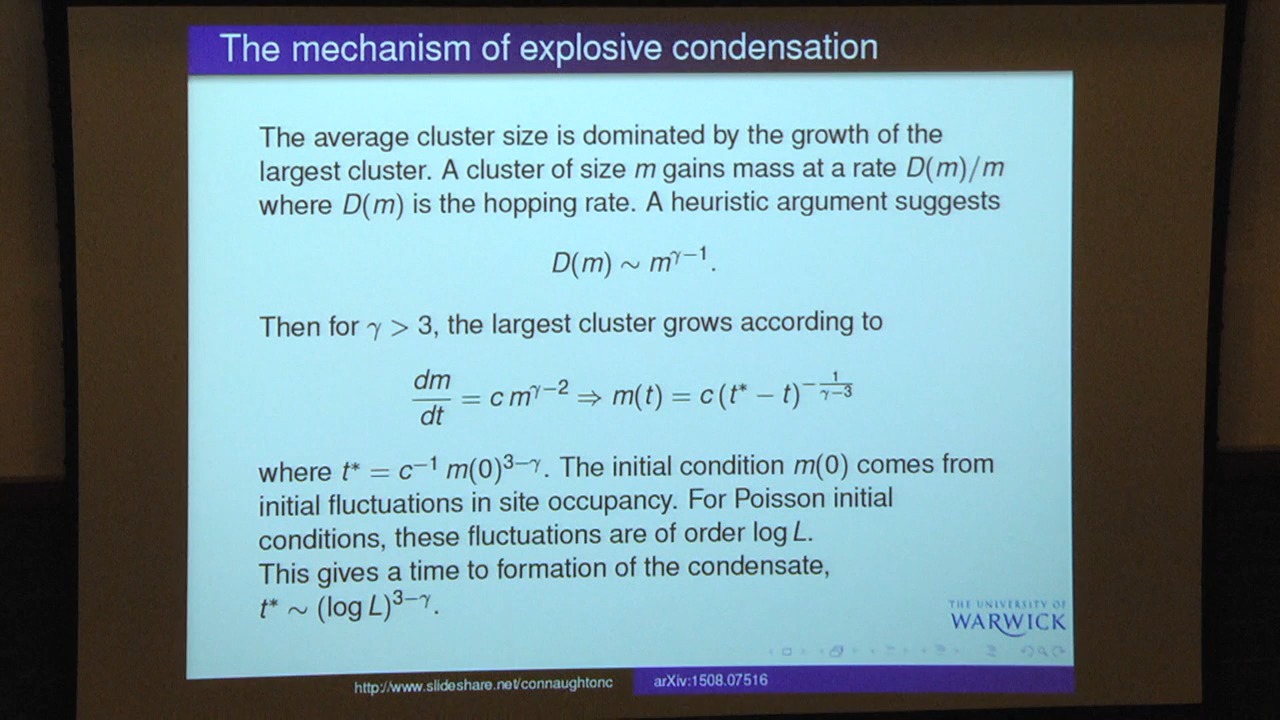 The mechanism of explosive condensation
The average cluster size is dominated by the growth of the
largest cluster. A cluster of size m gains mass at a rate D(m)/m
where D(m) is the hopping rate. A heuristic argument suggests
D(m) ∼ m^{γ−1}.
Then for γ > 3, the largest cluster grows according to
dm/dt = c m^{γ−2} ⇒ m(t) = c (t* − t)^{−1/(γ−3)}
where t* = c^{−1} m(0)^{3−γ}. The initial condition m(0) comes from
initial fluctuations in site occupancy. For Poisson initial
conditions, these fluctuations are of order log L.
This gives a time to formation of the condensate,
t* ∼ (log L)^{3−γ}.
THE UNIVERSITY OF
WARWICK
http://www.slideshare.net/connaughtonc
arXiv:1508.07516